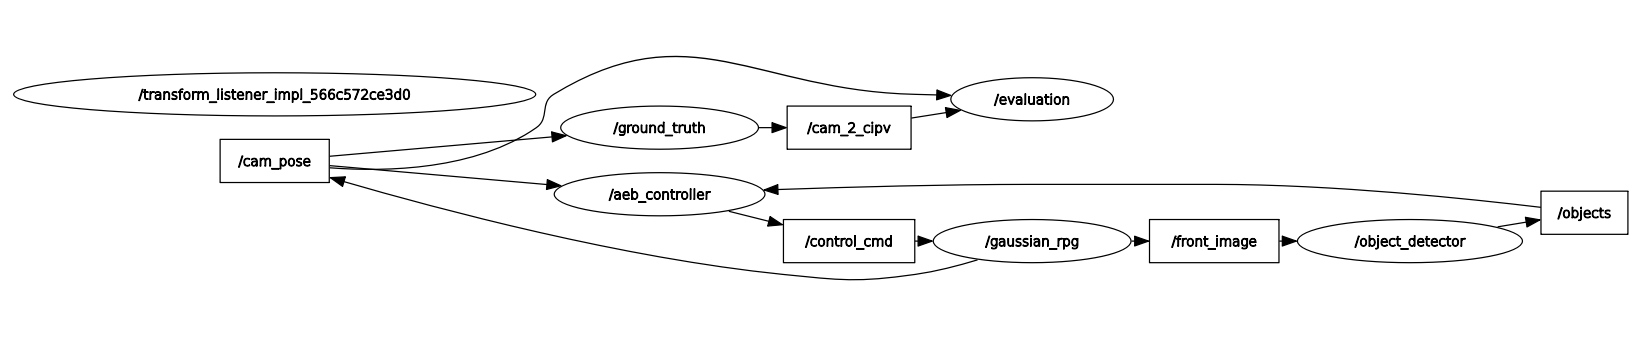 /transform_listener_impl_566c572ce3d0
/evaluation
/ground_truth
/cam_2_cipv
/cam_pose
/aeb_controller
/objects
/control_cmd
/gaussian_rpg
/front_image
/object_detector